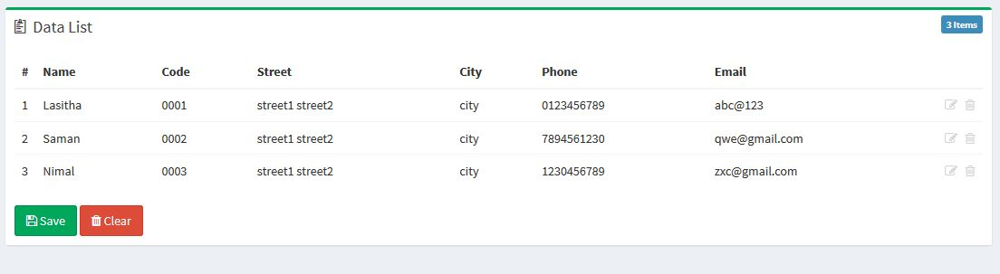 Data List 3 Items
# Name Code Street City Phone Email
1 Lasitha 0001 street1 street2 city 0123456789 abc@123
2 Saman 0002 street1 street2 city 7894561230 qwe@gmail.com
3 Nimal 0003 street1 street2 city 1230456789 zxc@gmail.com
Save Clear